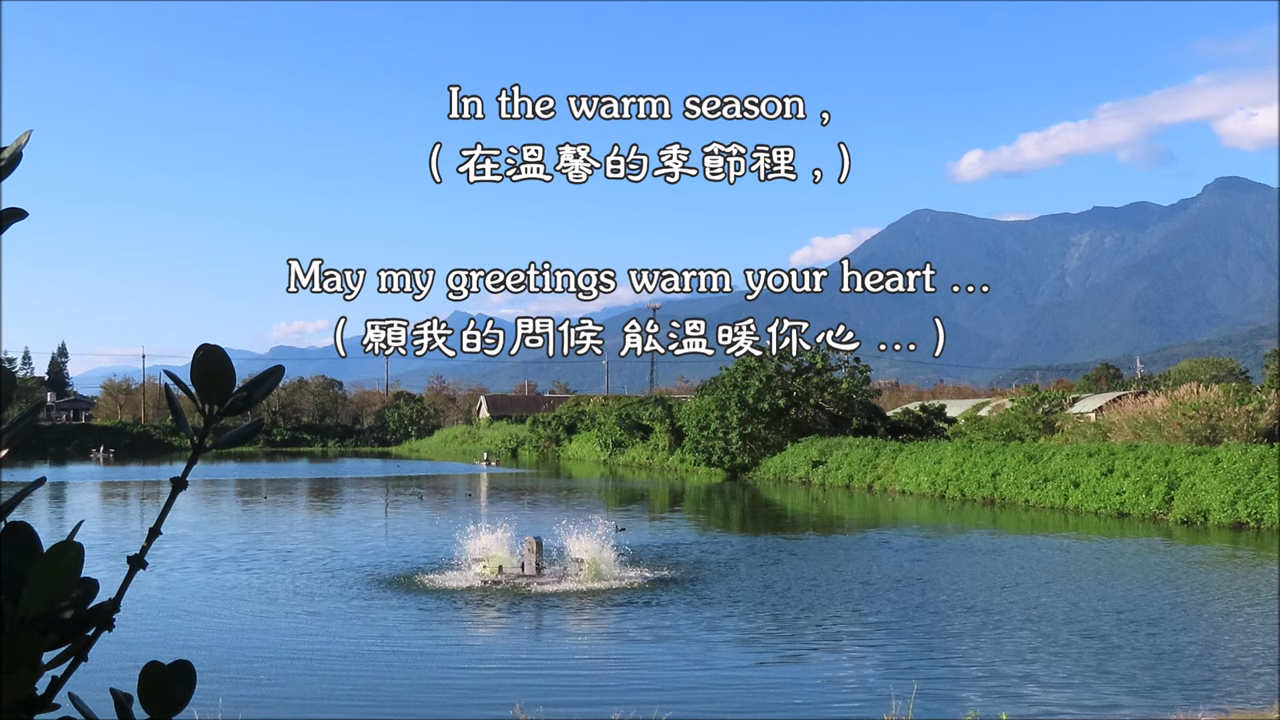 In the warm season ,
( 在溫馨的季節裡 , )
May my greetings warm your heart ...
( 願我的問候 能溫暖你心 ... )